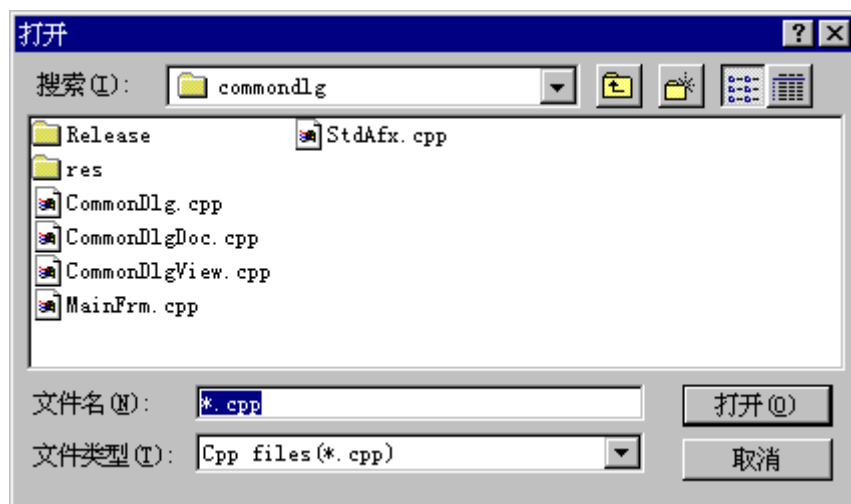 打开
搜索(I): commondlg
Release
res
CommonDlg.cpp
CommonDlgDoc.cpp
CommonDlgView.cpp
MainFrm.cpp
StdAfx.cpp
文件名(N): *.cpp 打开(O)
文件类型(T): Cpp files(*.cpp) 取消